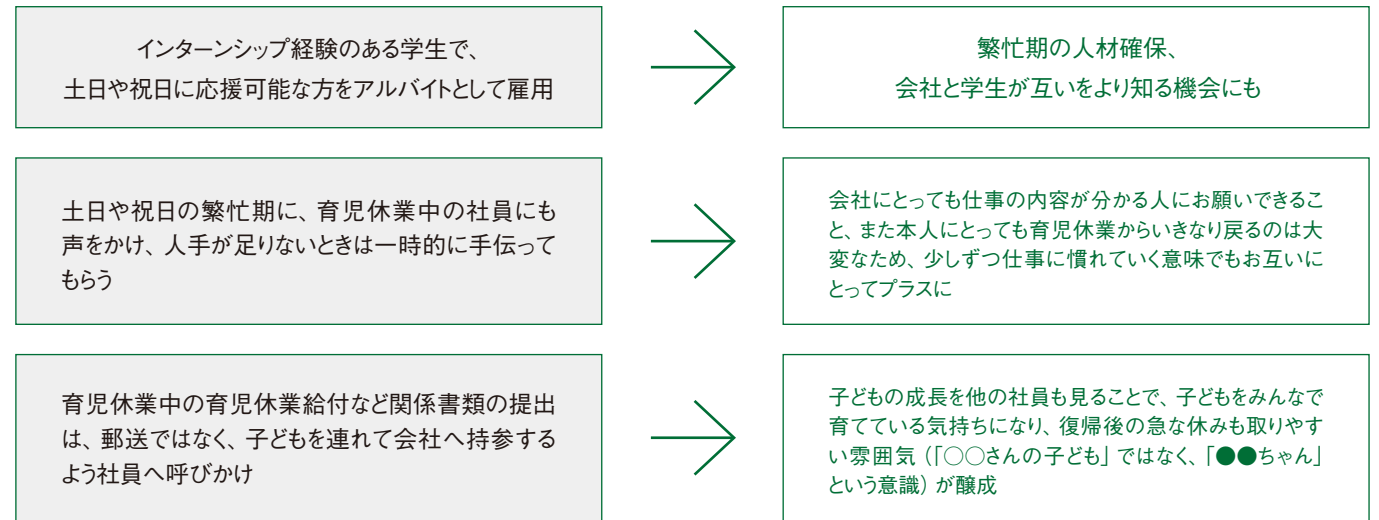 インターンシップ経験のある学生で、
土日や祝日に応援可能な方をアルバイトとして雇用
繁忙期の人材確保、
会社と学生が互いをより知る機会にも
土日や祝日の繁忙期に、育児休業中の社員にも
声をかけ、人手が足りないときは一時的に手伝って
もらう
会社にとっても仕事の内容が分かる人にお願いできるこ
と、また本人にとっても育児休業からいきなり戻るのは大
変なため、少しずつ仕事に慣れていく意味でもお互いに
とってプラスに
育児休業中の育児休業給付など関係書類の提出
は、郵送ではなく、子どもを連れて会社へ持参する
よう社員へ呼びかけ
子どもの成長を他の社員も見ることで、子どもをみんなで
育てている気持ちになり、復帰後の急な休みも取りやす
い雰囲気（「○○さんの子ども」ではなく、「●●ちゃん」
という意識）が醸成